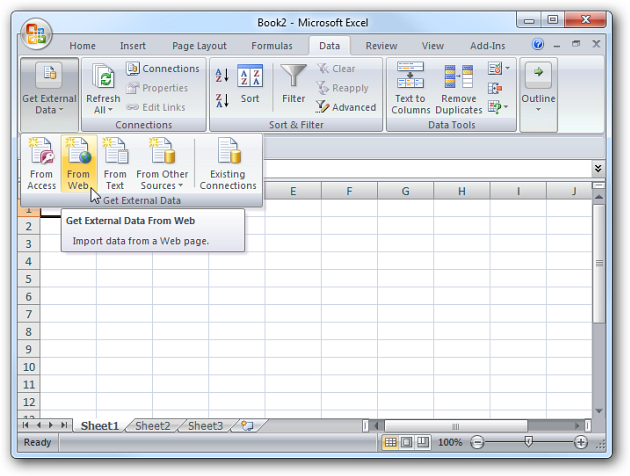 Book2 - Microsoft Excel
Home Insert Page Layout Formulas Data Review View Add-Ins
Get External Data
Refresh All
Connections
Properties
Edit Links
Connections
A Z
Z A
A Z
Z A
Sort
Filter
Clear
Reapply
Advanced
Sort & Filter
Text to Columns
Remove Duplicates
Data Tools
Outline
From Access
From Web
From Text
From Other Sources
Existing Connections
Get External Data
Get External Data From Web
Import data from a Web page.
E F G H I J
1
2
3
4
5
6
7
8
9
10
11
12
Sheet1 Sheet2 Sheet3
Ready 100%